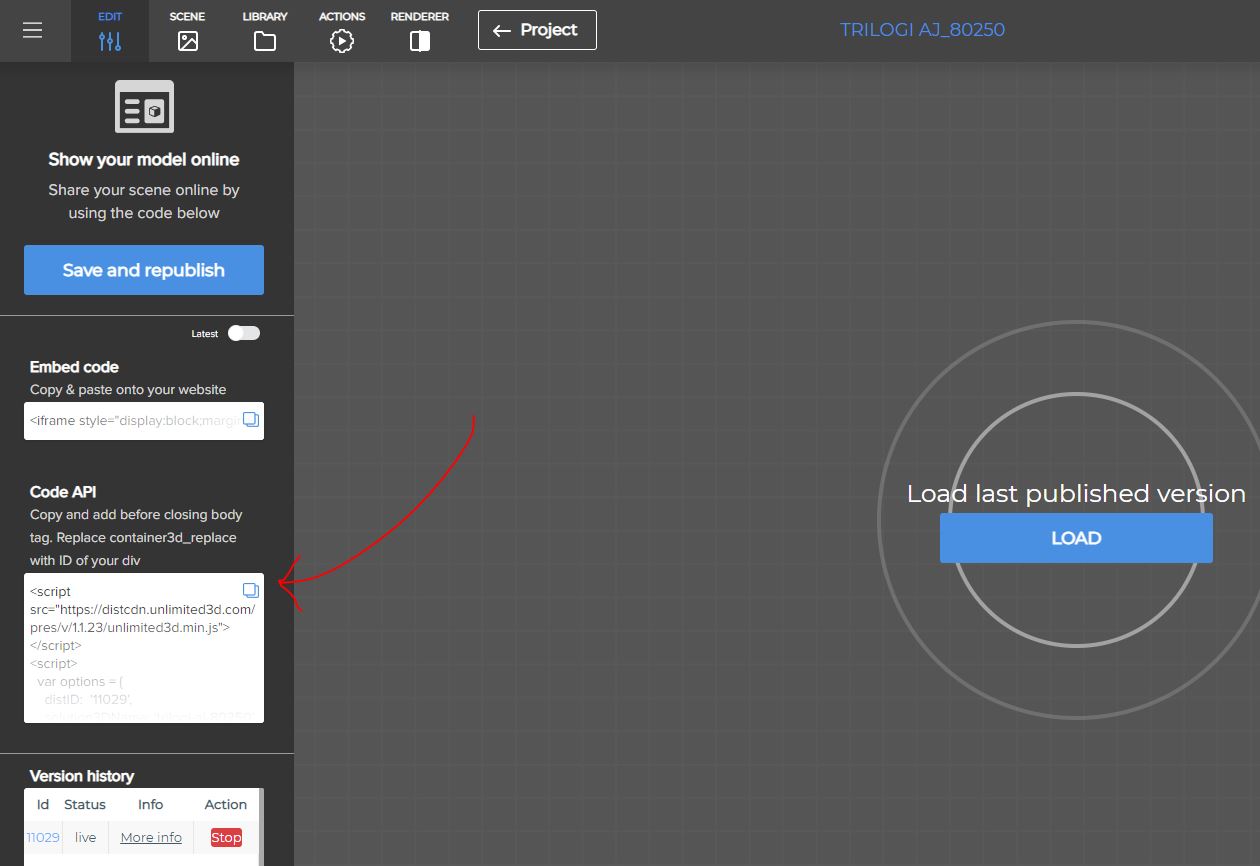 EDIT
SCENE
LIBRARY
ACTIONS
RENDERER
← Project
TRILOGI AJ_80250
Show your model online
Share your scene online by
using the code below
Save and republish
Latest
Embed code
Copy & paste onto your website
<iframe style="display:block;margi
Code API
Copy and add before closing body
tag. Replace container3d_replace
with ID of your div
<script
src="https://distcdn.unlimited3d.com/
pres/v/1.1.23/unlimited3d.min.js">
</script>
<script>
var options = {
distID: '11029',
Load last published version
LOAD
Version history
Id Status Info Action
11029 live More info Stop